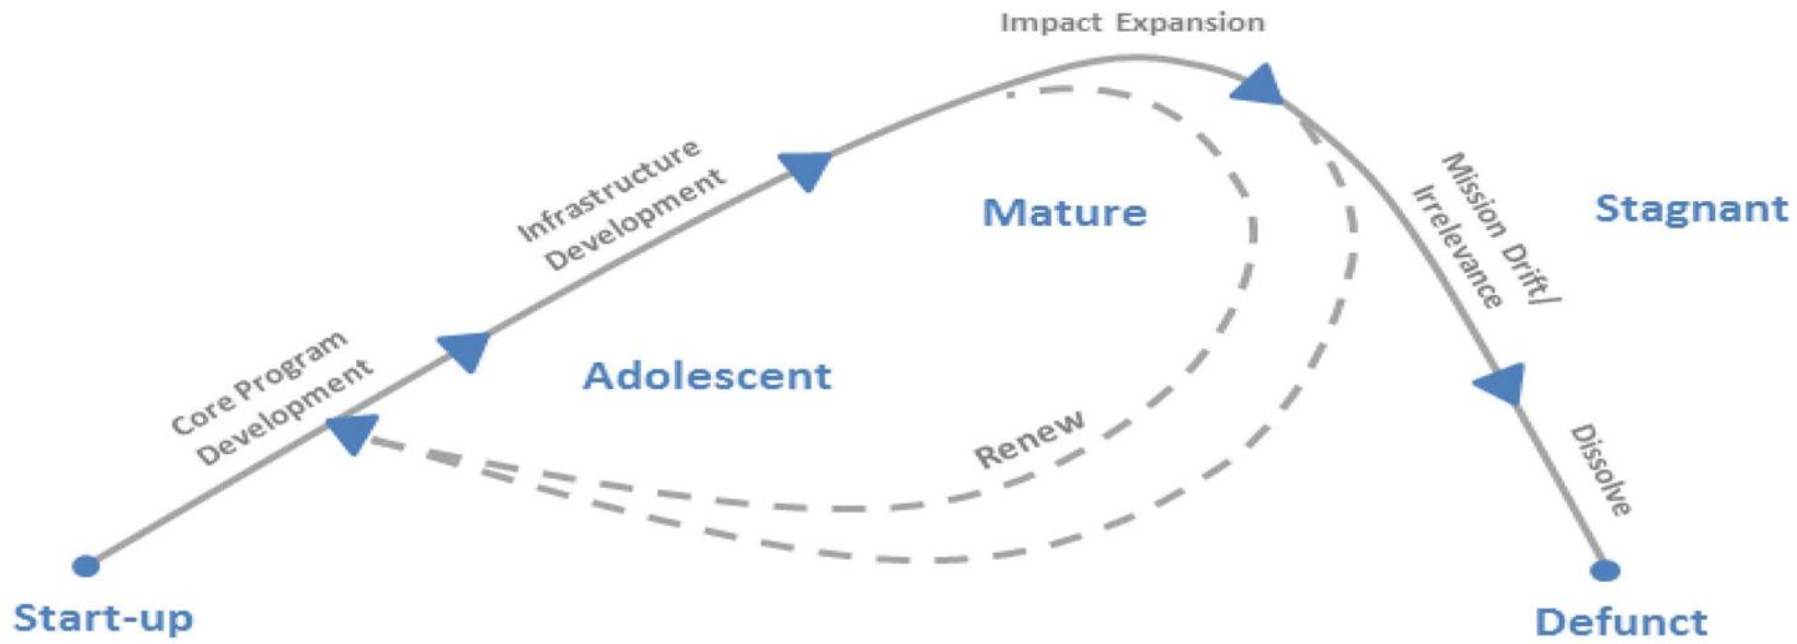 Impact Expansion
Infrastructure
Development
Mission Drift/
Irrelevance
Mature
Stagnant
Core Program
Development
Adolescent
Renew
Dissolve
Start-up
Defunct